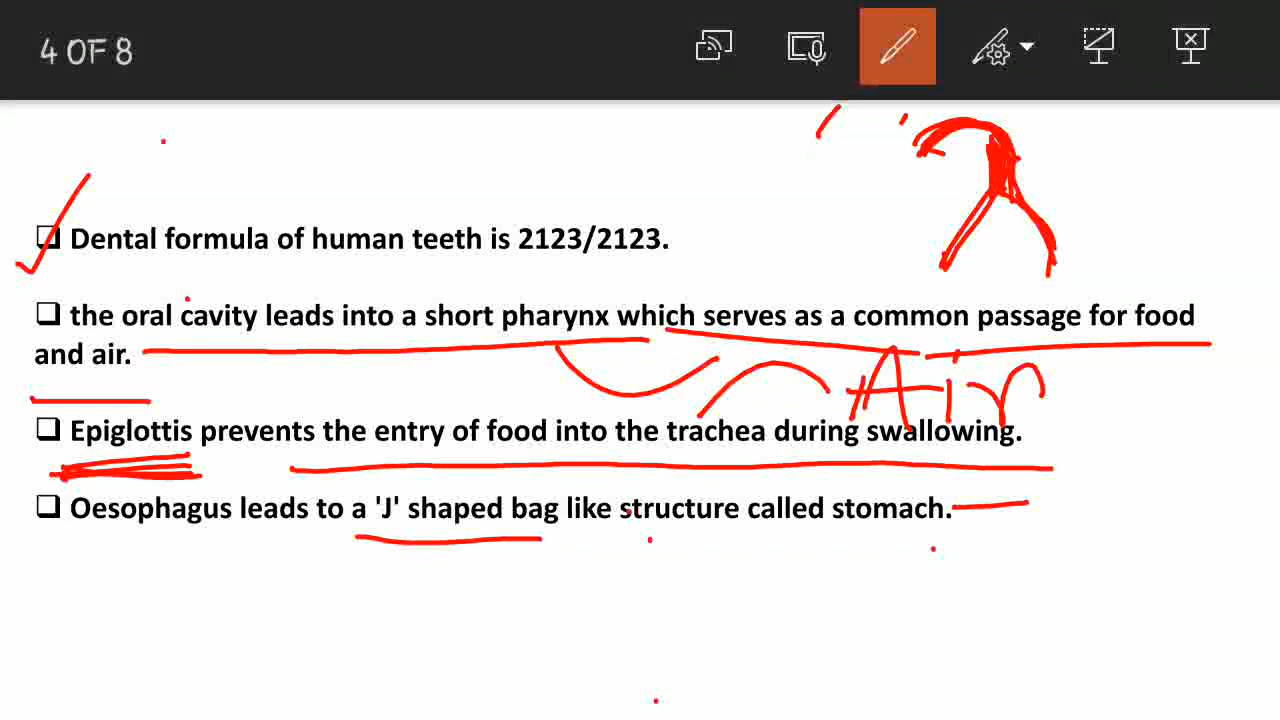 4 OF 8
❑ Dental formula of human teeth is 2123/2123.
❑ the oral cavity leads into a short pharynx which serves as a common passage for food
and air.
Air
❑ Epiglottis prevents the entry of food into the trachea during swallowing.
❑ Oesophagus leads to a 'J' shaped bag like structure called stomach.